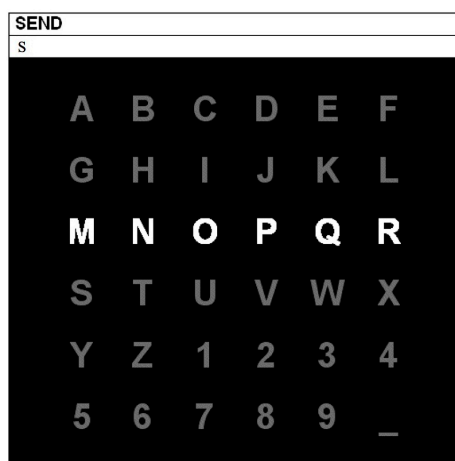 SEND
S
A B C D E F
G H I J K L
M N O P Q R
S T U V W X
Y Z 1 2 3 4
5 6 7 8 9 _